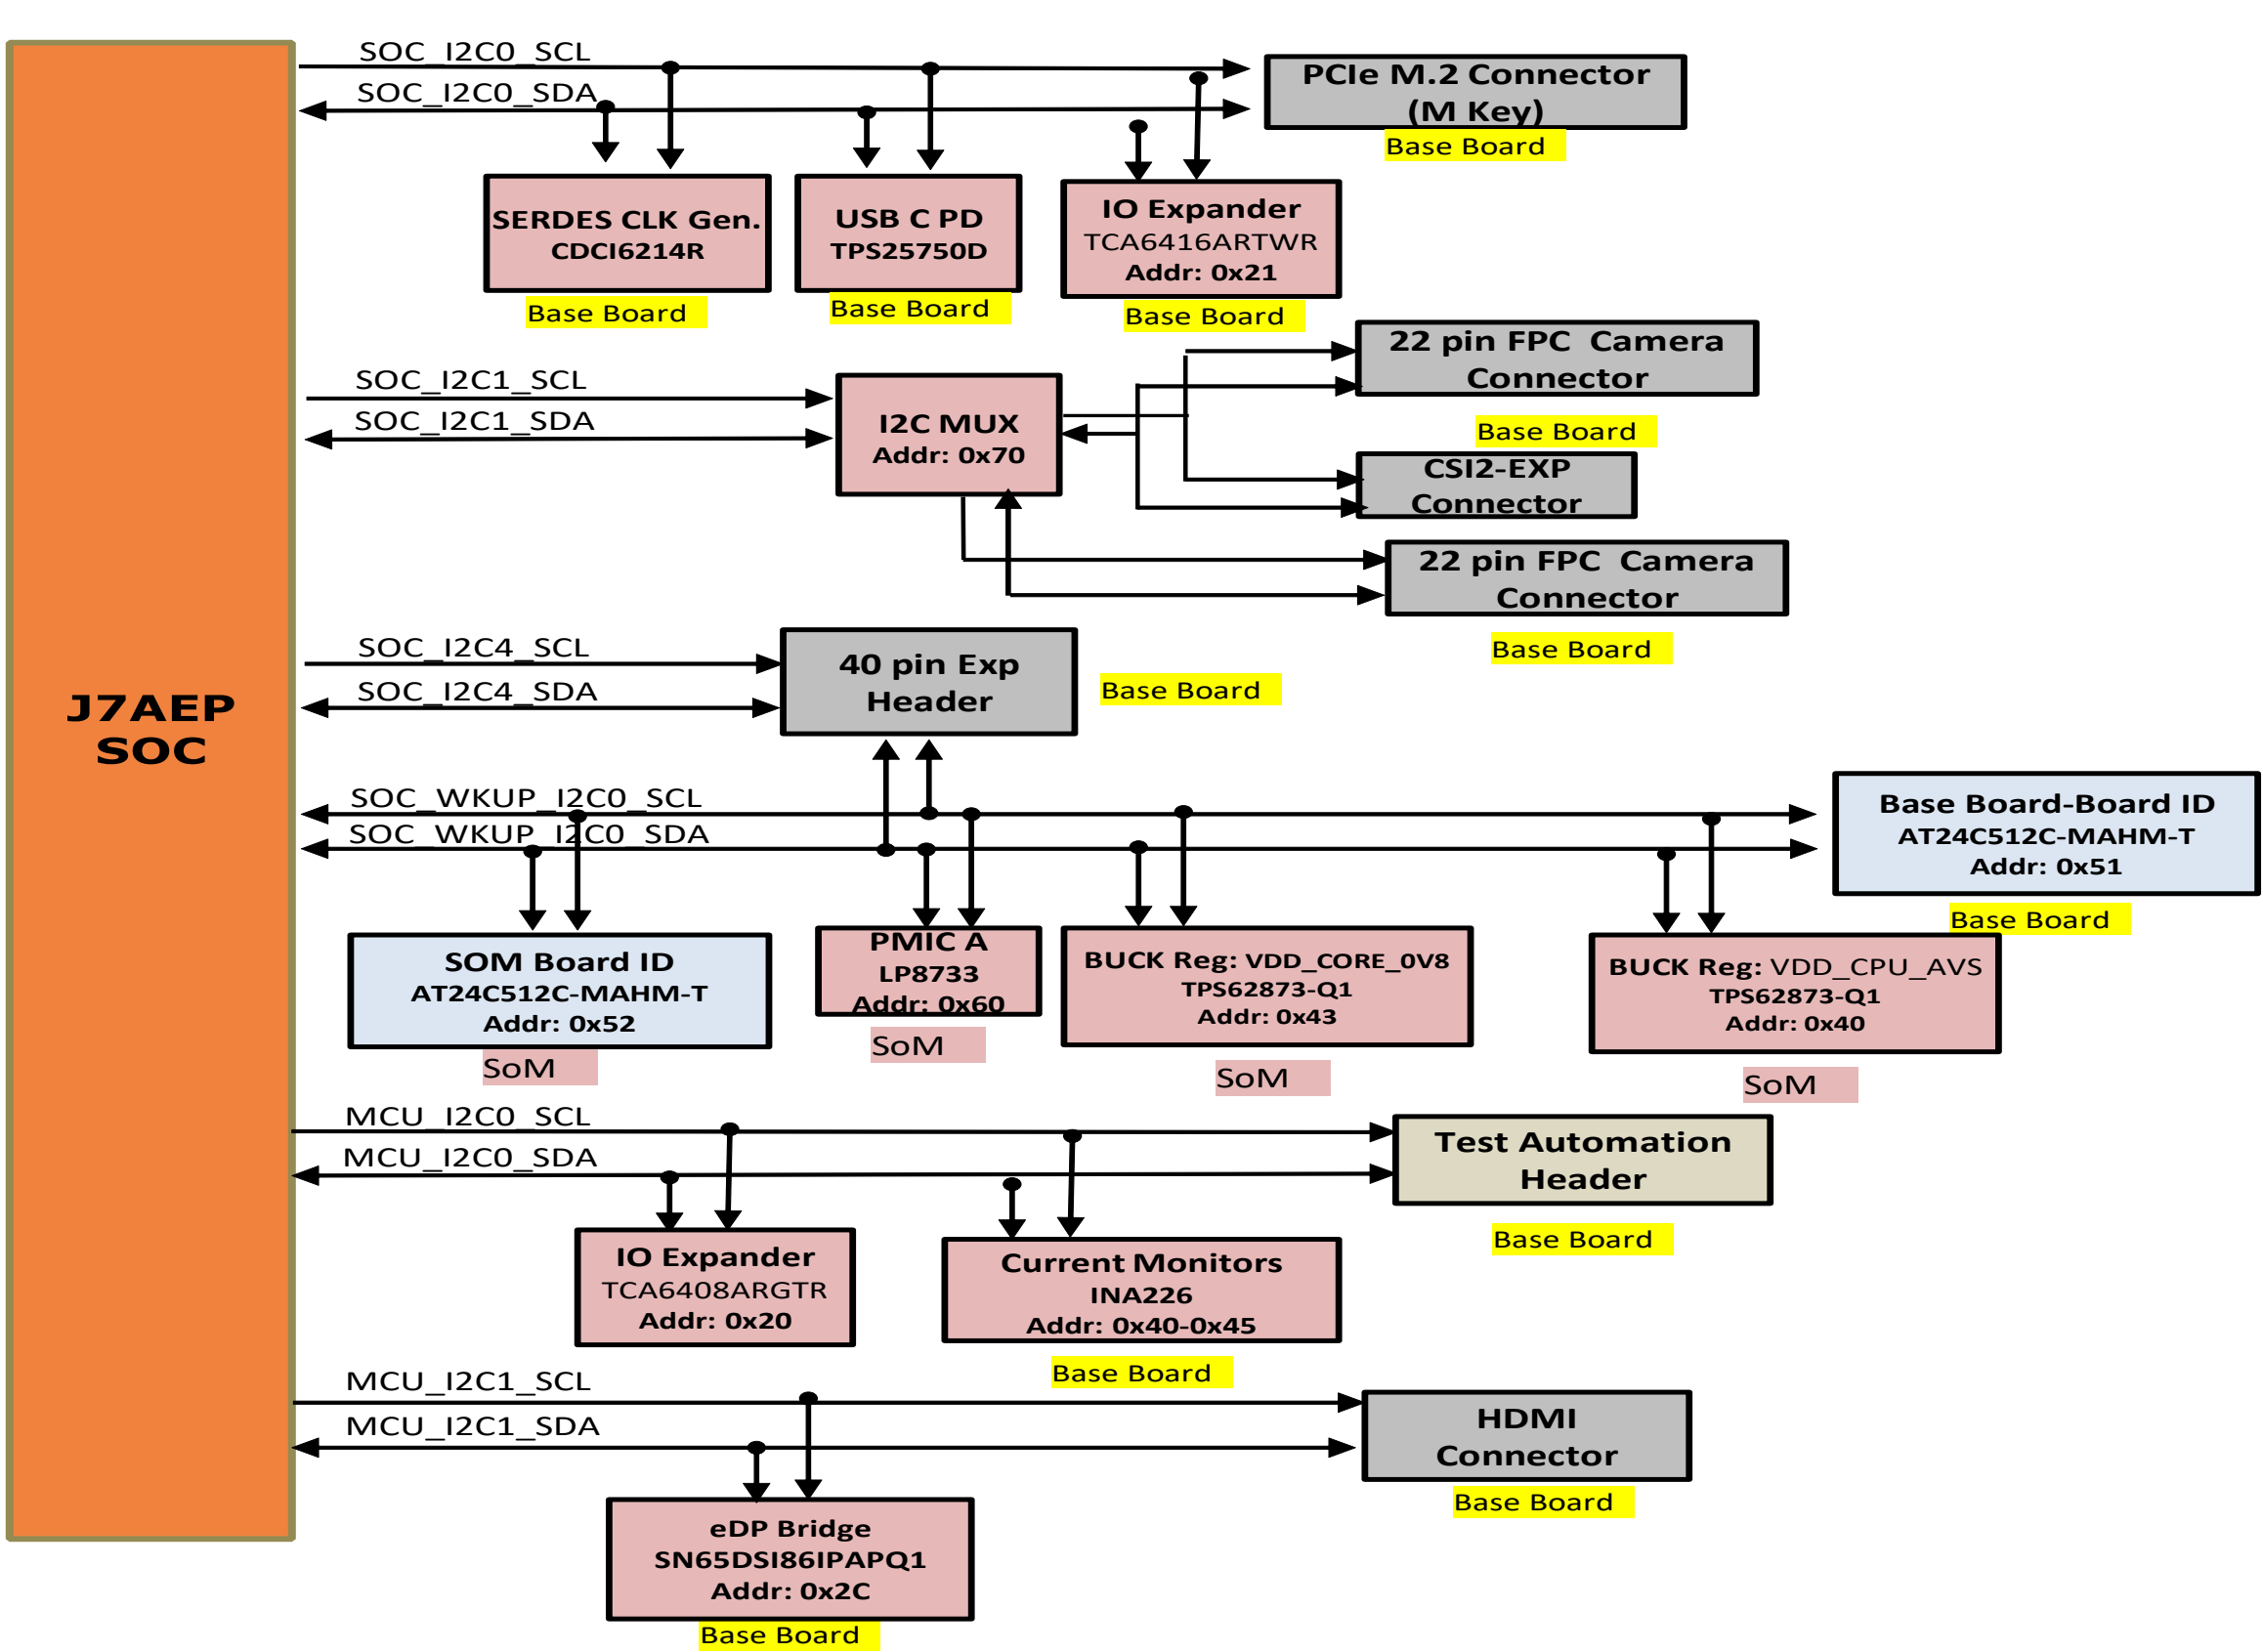 J7AEP
SOC
SOC_I2C0_SCL
SOC_I2C0_SDA
PCIe M.2 Connector
(M Key)
Base Board
SERDES CLK Gen.
CDCI6214R
Base Board
USB C PD
TPS25750D
Base Board
IO Expander
TCA6416ARTWR
Addr: 0x21
Base Board
SOC_I2C1_SCL
SOC_I2C1_SDA
I2C MUX
Addr: 0x70
22 pin FPC Camera
Connector
Base Board
CSI2-EXP
Connector
22 pin FPC Camera
Connector
Base Board
SOC_I2C4_SCL
SOC_I2C4_SDA
40 pin Exp
Header
Base Board
SOC_WKUP_I2C0_SCL
SOC_WKUP_I2C0_SDA
Base Board-Board ID
AT24C512C-MAHM-T
Addr: 0x51
Base Board
SOM Board ID
AT24C512C-MAHM-T
Addr: 0x52
SoM
PMIC A
LP8733
Addr: 0x60
SoM
BUCK Reg: VDD_CORE_0V8
TPS62873-Q1
Addr: 0x43
SoM
BUCK Reg: VDD_CPU_AVS
TPS62873-Q1
Addr: 0x40
SoM
MCU_I2C0_SCL
MCU_I2C0_SDA
Test Automation
Header
Base Board
IO Expander
TCA6408ARGTR
Addr: 0x20
Current Monitors
INA226
Addr: 0x40-0x45
Base Board
MCU_I2C1_SCL
MCU_I2C1_SDA
HDMI
Connector
Base Board
eDP Bridge
SN65DSI86IPAPQ1
Addr: 0x2C
Base Board